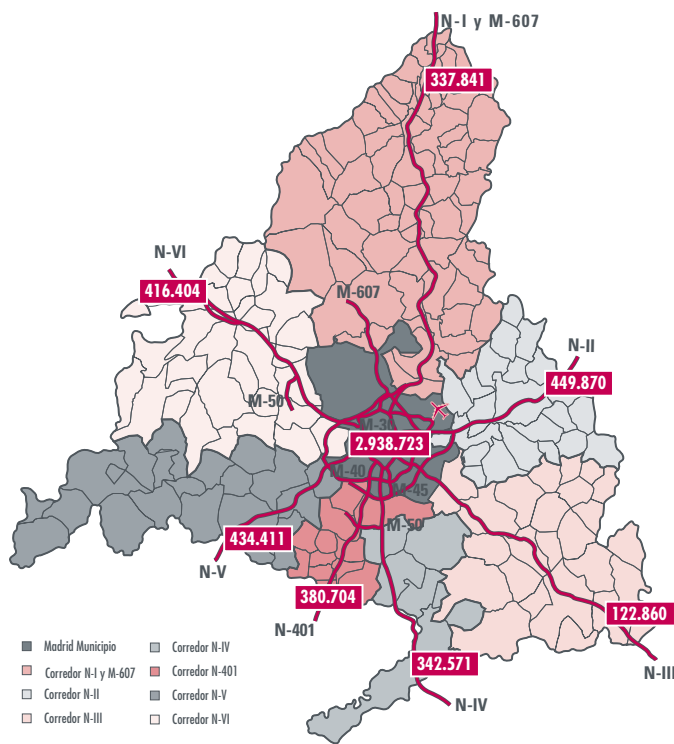 N-I y M-607
337.841
N-VI
416.404
M-607
N-II
449.870
M-50
M-30
2.938.723
M-40
M-45
M-50
434.411
N-V
380.704
N-401
122.860
N-III
342.571
N-IV
Madrid Municipio
Corredor N-I y M-607
Corredor N-II
Corredor N-III
Corredor N-IV
Corredor N-401
Corredor N-V
Corredor N-VI